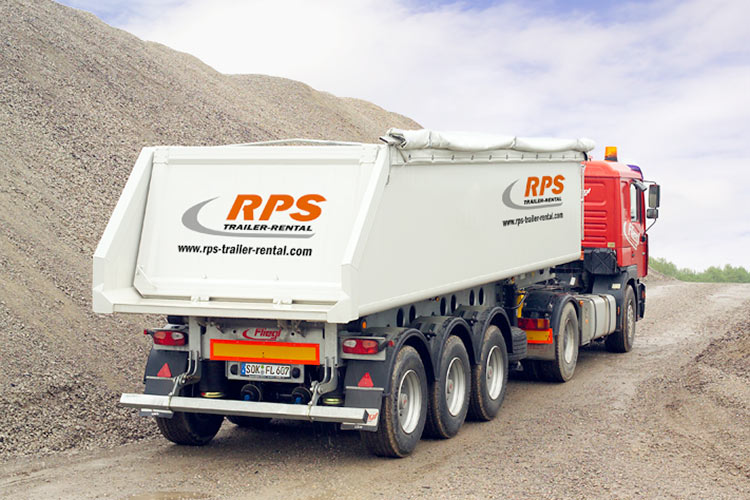 RPS
TRAILER-RENTAL
www.rps-trailer-rental.com
RPS
TRAILER-RENTAL
www.rps-trailer-rental.com
Fliegl
SOK FL 607